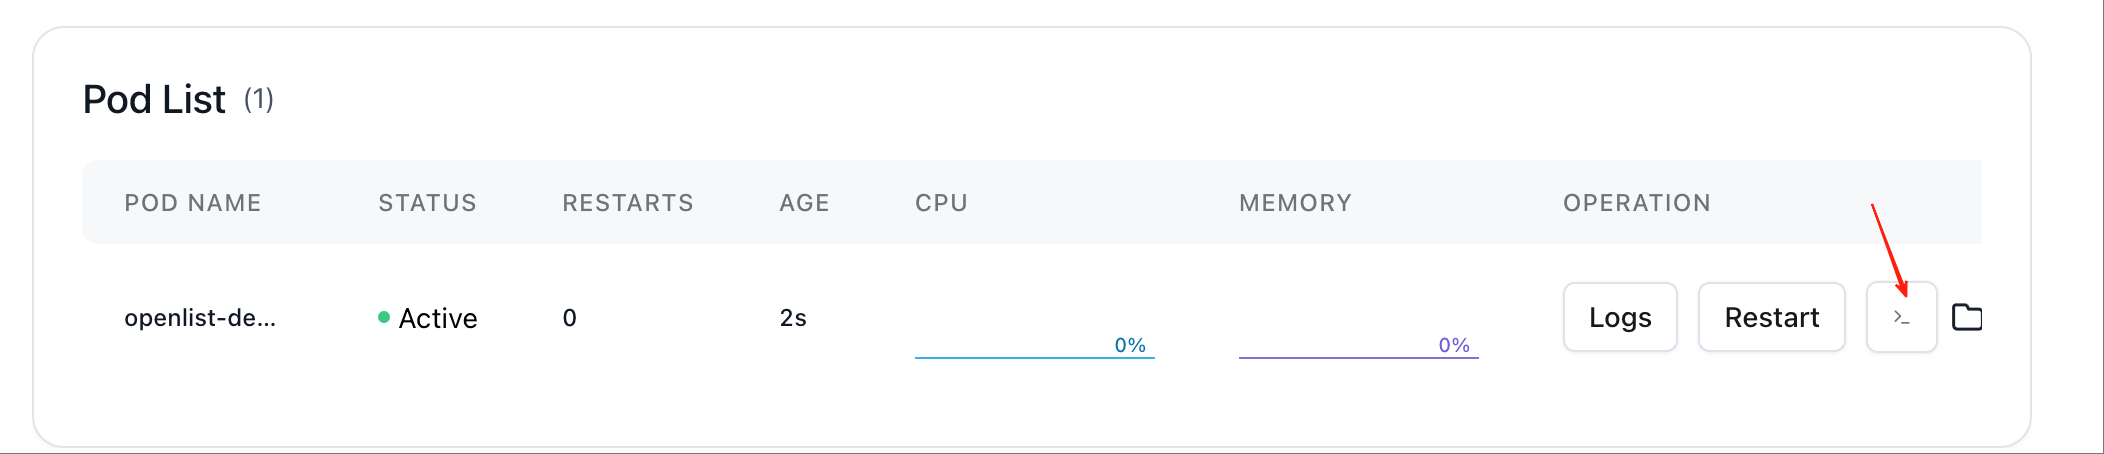 Pod List (1)
POD NAME STATUS RESTARTS AGE CPU MEMORY OPERATION
openlist-de... Active 0 2s 0% 0% Logs Restart >_